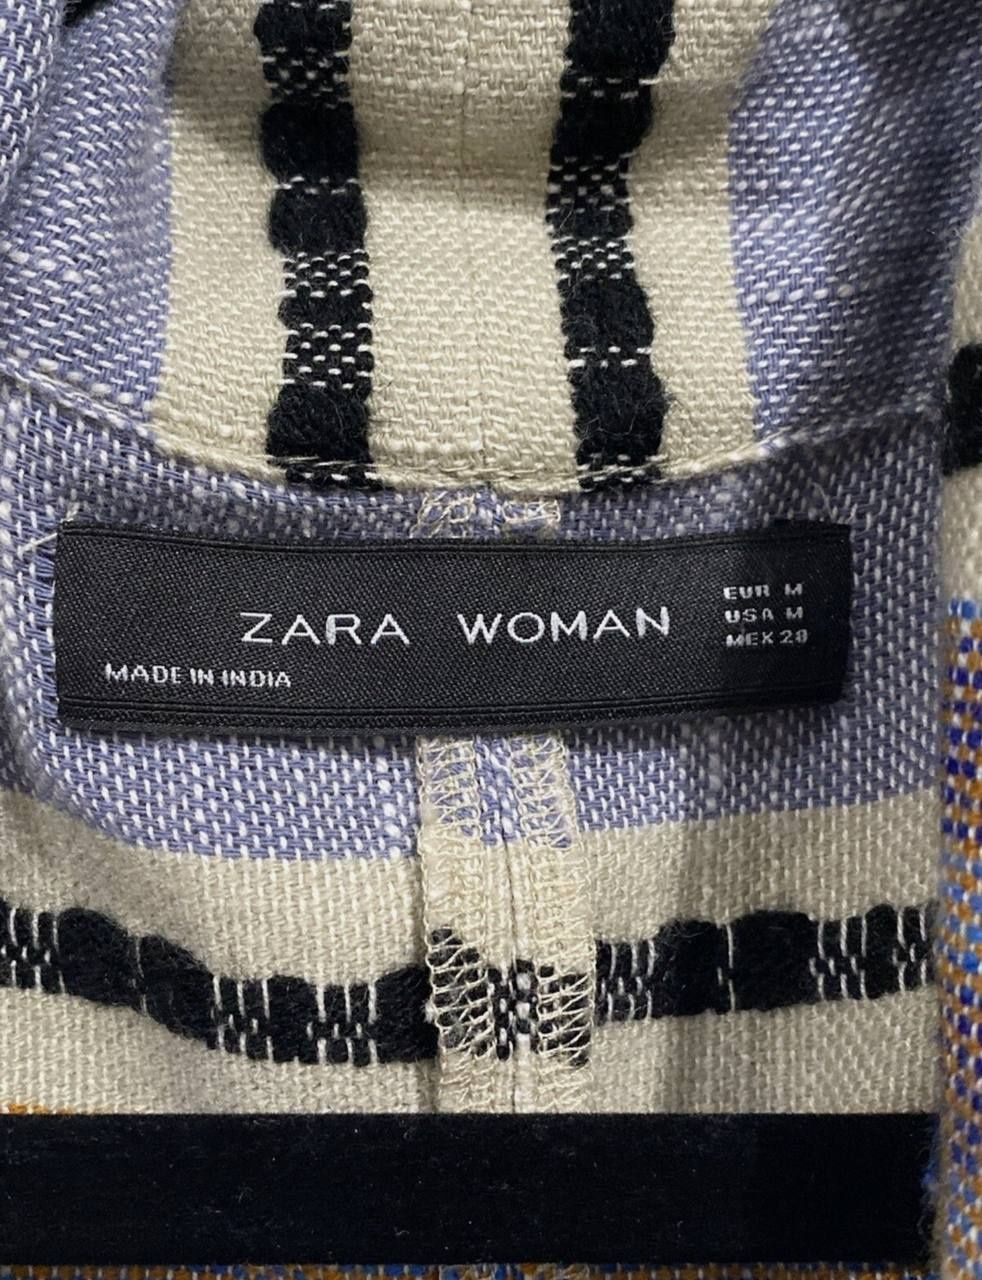 ZARA WOMAN
EUR M
USA M
MEX 28
MADE IN INDIA